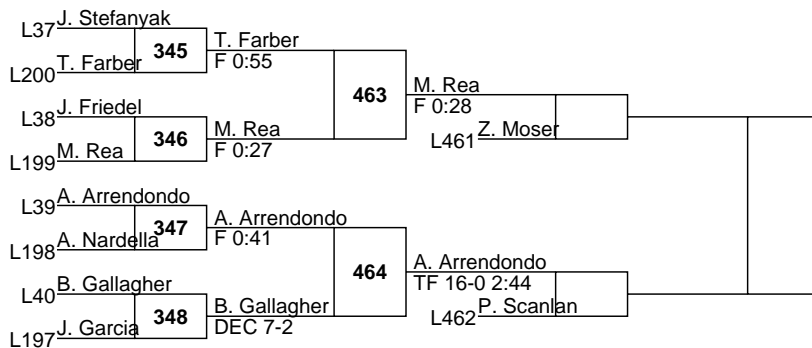 J. Stefanyak
L37
345
T. Farber
F 0:55
T. Farber
L200
463
M. Rea
F 0:28
J. Friedel
L38
346
M. Rea
F 0:27
L461
Z. Moser
M. Rea
L199
A. Arrendondo
L39
347
A. Arrendondo
F 0:41
A. Nardella
L198
464
A. Arrendondo
TF 16-0 2:44
B. Gallagher
L40
348
B. Gallagher
DEC 7-2
L462
P. Scanlan
J. Garcia
L197